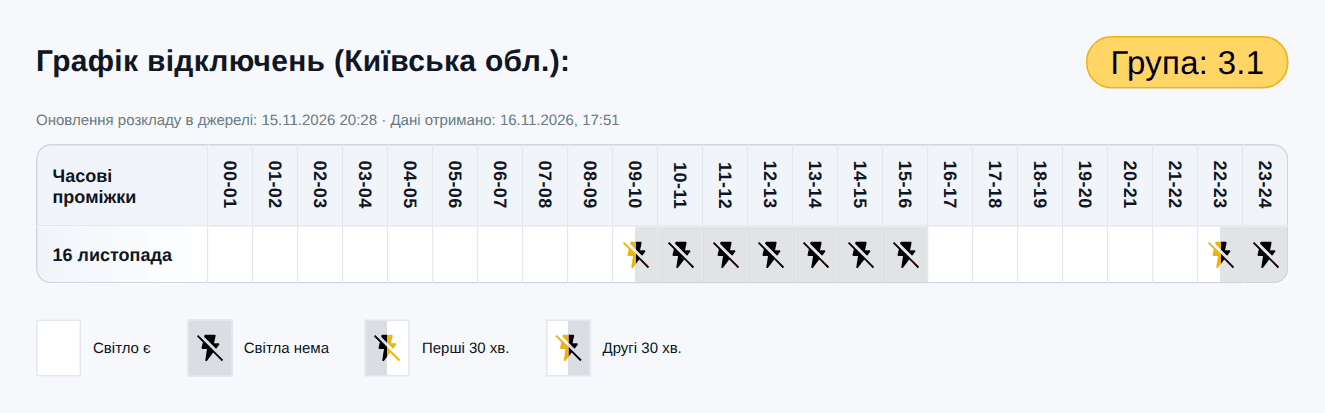 Графік відключень (Київська обл.):
Група: 3.1
Оновлення розкладу в джерелі: 15.11.2026 20:28 · Дані отримано: 16.11.2026, 17:51
Часові
проміжки
00-01
01-02
02-03
03-04
04-05
05-06
06-07
07-08
08-09
09-10
10-11
11-12
12-13
13-14
14-15
15-16
16-17
17-18
18-19
19-20
20-21
21-22
22-23
23-24
16 листопада
Світло є
Світла нема
Перші 30 хв.
Другі 30 хв.